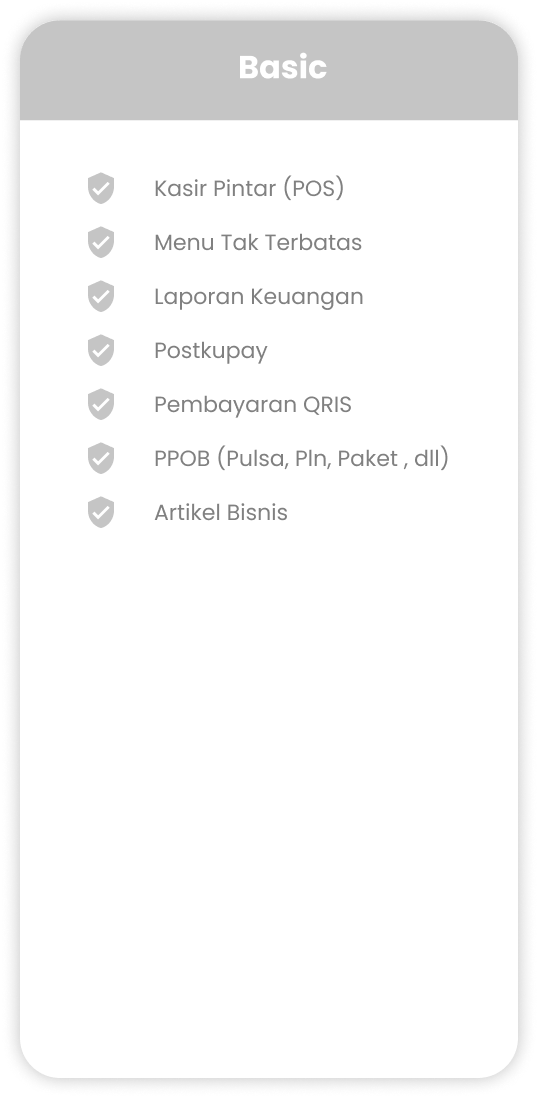 Basic
Kasir Pintar (POS)
Menu Tak Terbatas
Laporan Keuangan
Postkupay
Pembayaran QRIS
PPOB (Pulsa, Pln, Paket , dll)
Artikel Bisnis